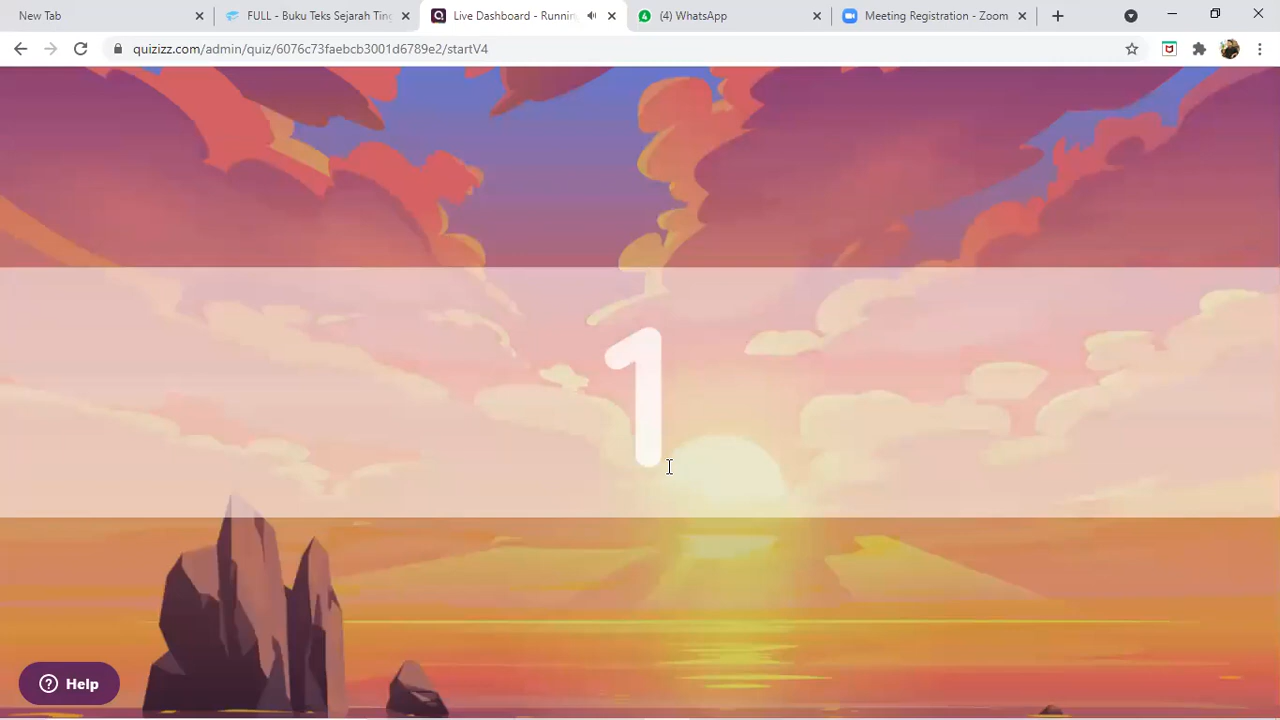 New Tab
FULL - Buku Teks Sejarah Ting
Live Dashboard - Runnin
(4) WhatsApp
Meeting Registration - Zoom
quizizz.com/admin/quiz/6076c73faebcb3001d6789e2/startV4
1
Help